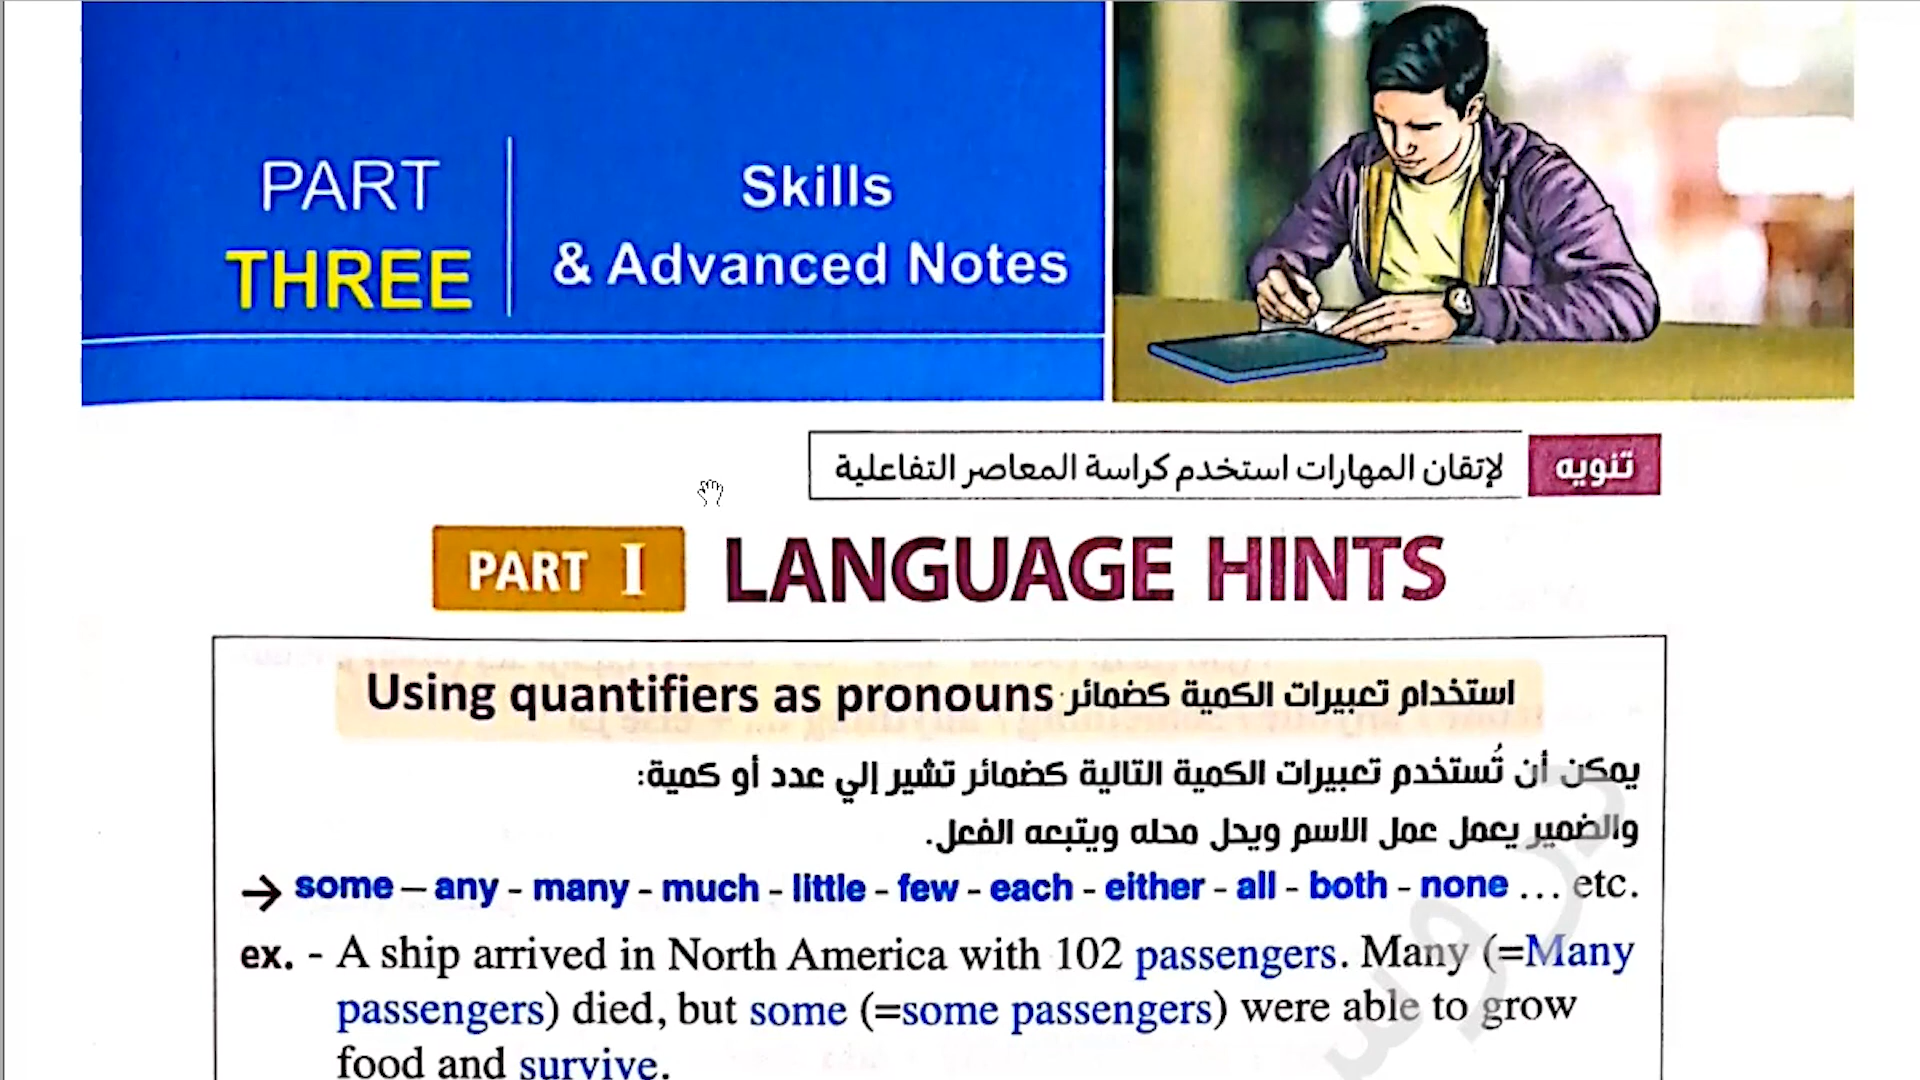 PART
THREE
Skills
& Advanced Notes
تنويه لإتقان المهارات استخدم كراسة المعاصر التفاعلية
PART I LANGUAGE HINTS
Using quantifiers as pronouns استخدام تعبيرات الكمية كضمائر
يمكن أن تُستخدم تعبيرات الكمية التالية كضمائر تشير إلي عدد أو كمية:
والضمير يعمل عمل الاسم ويحل محله ويتبعه الفعل.
→ some – any - many - much - little - few - each - either - all - both - none ... etc.
ex. - A ship arrived in North America with 102 passengers. Many (=Many
passengers) died, but some (=some passengers) were able to grow
food and survive.